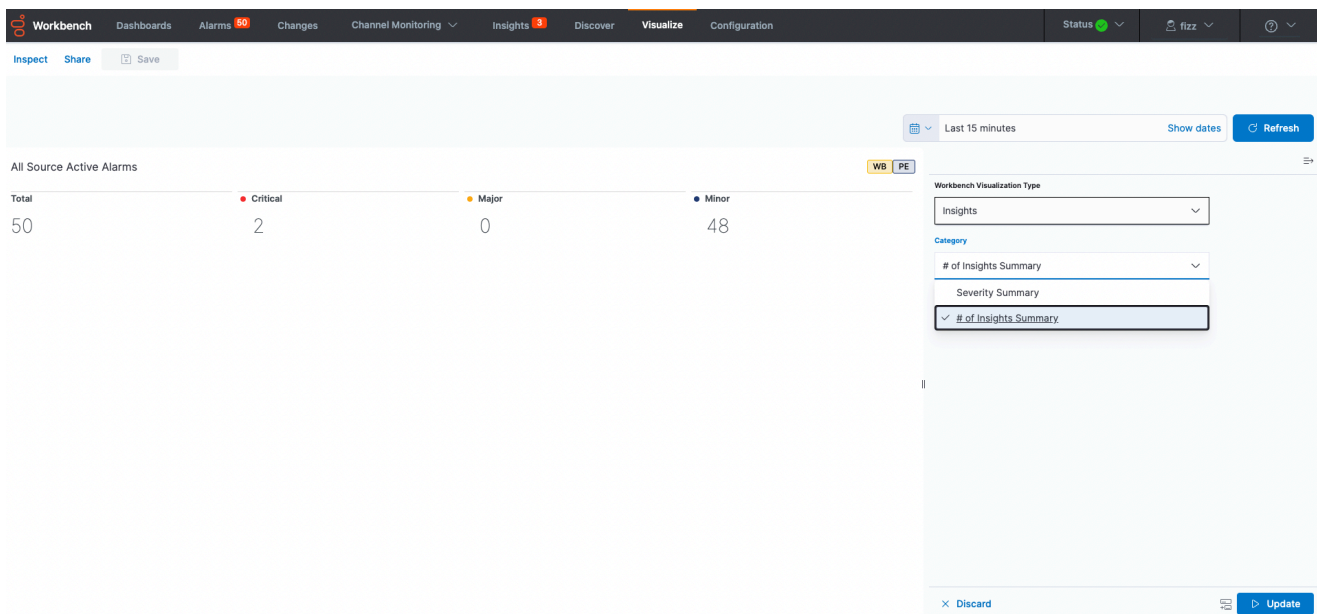 Workbench Dashboards Alarms 50 Changes Channel Monitoring Insights 3 Discover Visualize Configuration Status fizz
Inspect Share Save
Last 15 minutes Show dates Refresh
All Source Active Alarms WB PE
Workbench Visualization Type
Total Critical Major Minor
Insights
50 2 0 48
Category
# of Insights Summary
Severity Summary
# of Insights Summary
Discard Update